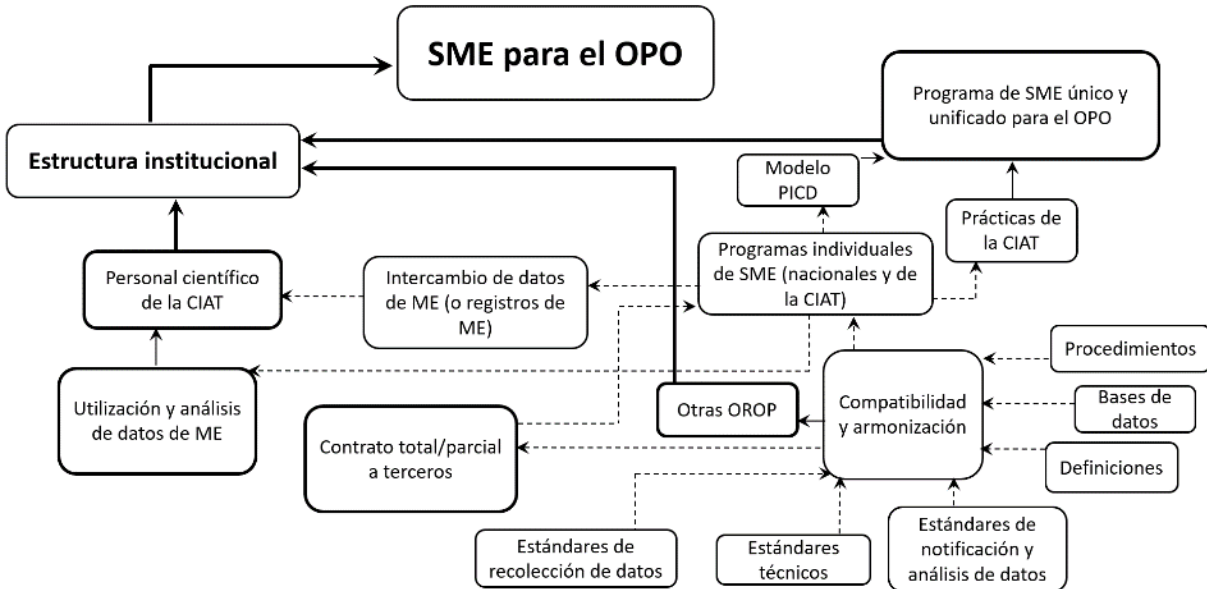 SME para el OPO
Programa de SME único y
unificado para el OPO
Estructura institucional
Modelo
PICD
Prácticas de
la CIAT
Programas individuales
de SME (nacionales y de
la CIAT)
Personal científico
de la CIAT
Intercambio de datos
de ME (o registros de
ME)
Procedimientos
Utilización y análisis
de datos de ME
Otras OROP
Compatibilidad
y armonización
Bases de
datos
Contrato total/parcial
a terceros
Definiciones
Estándares de
recolección de datos
Estándares
técnicos
Estándares de
notificación y
análisis de datos